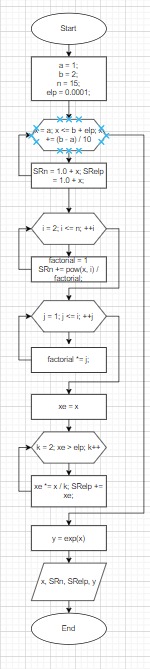 Start
a = 1;
b = 2;
n = 15;
elp = 0.0001;
= a; x <= b + elp; x
+= (b - a) / 10
SRn = 1.0 + x; SRelp
= 1.0 + x;
i = 2; i <= n; ++i
factorial = 1
SRn += pow(x, i) /
factorial;
j = 1; j <= i; ++j
factorial *= j;
xe = x
k = 2; xe > elp; k++
xe *= x / k; SRelp +=
xe;
y = exp(x)
x, SRn, SRelp, y
End